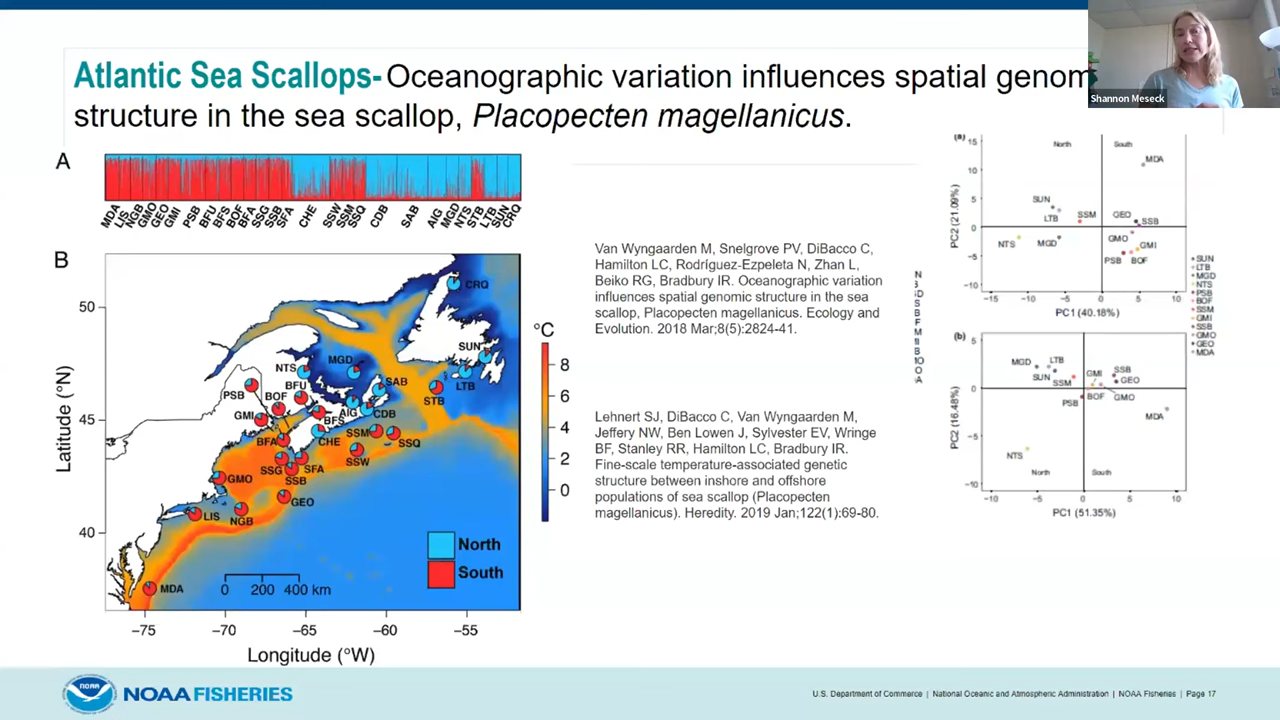 Atlantic Sea Scallops- Oceanographic variation influences spatial genom
structure in the sea scallop, Placopecten magellanicus.
Shannon Meseck
A
MDA LIS NGB GMO GEO GMI PSB BFU BFS BOF BFA SSG SSB SFA CHE SSW SSM SSQ CDB SAB AIG MGD NTS STB LTB SUN CRQ
B
50
45
40
Latitude (°N)
CRQ
SUN
MGD
NTS
SAB
LTB
PSB
BFU
BOF
STB
GMI
AIG
CDB
BFS
BFA
CHE
SSM
SSQ
SSG
SFA
SSW
GMO
SSB
GEO
LIS
NGB
MDA
North
South
0 200 400 km
−75 −70 −65 −60 −55
Longitude (°W)
°C
8
6
4
2
0
Van Wyngaarden M, Snelgrove PV, DiBacco C,
Hamilton LC, Rodríguez-Ezpeleta N, Zhan L,
Beiko RG, Bradbury IR. Oceanographic variation
influences spatial genomic structure in the sea
scallop, Placopecten magellanicus. Ecology and
Evolution. 2018 Mar;8(5):2824-41.
Lehnert SJ, DiBacco C, Van Wyngaarden M,
Jeffery NW, Ben Lowen J, Sylvester EV, Wringe
BF, Stanley RR, Hamilton LC, Bradbury IR.
Fine-scale temperature-associated genetic
structure between inshore and offshore
populations of sea scallop (Placopecten
magellanicus). Heredity. 2019 Jan;122(1):69-80.
(a)
15
10
5
0
−5
−10
PC2 (21.09%)
North South
MDA
SUN
LTB
SSM
GEO
SSB
NTS
MGD
GMO
GMI
PSB
BOF
−15 −10 −5 0 5 10
PC1 (40.18%)
(b)
5
0
−5
−10
PC2 (16.48%)
MGD
LTB
SUN
SSM
GMI
SSB
GEO
PSB
BOF
GMO
MDA
NTS
North South
−10 −5 0 5 10
PC1 (51.35%)
SUN
LTB
MGD
NTS
PSB
BOF
SSM
GMI
SSB
GMO
GEO
MDA
NOAA
NOAA FISHERIES
U.S. Department of Commerce | National Oceanic and Atmospheric Administration | NOAA Fisheries | Page 17